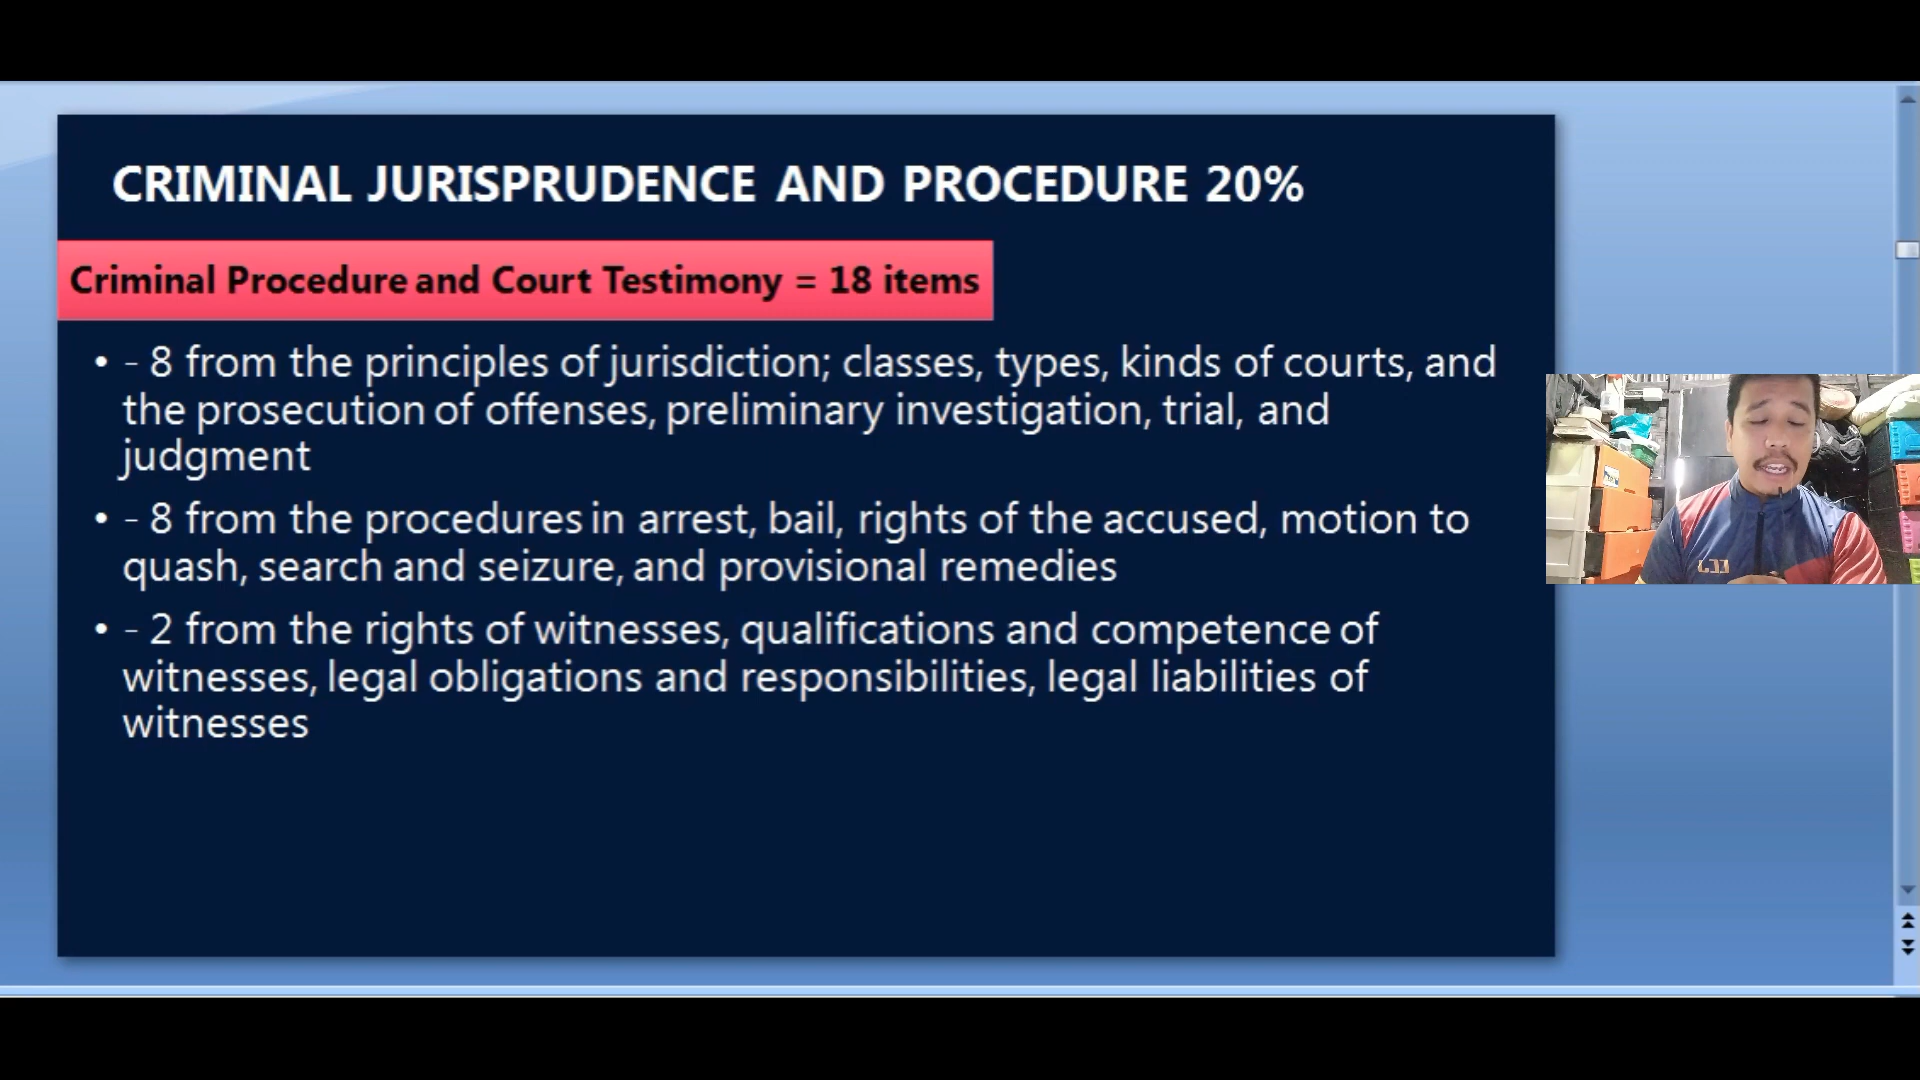 CRIMINAL JURISPRUDENCE AND PROCEDURE 20%
Criminal Procedure and Court Testimony = 18 items
• - 8 from the principles of jurisdiction; classes, types, kinds of courts, and
the prosecution of offenses, preliminary investigation, trial, and
judgment
• - 8 from the procedures in arrest, bail, rights of the accused, motion to
quash, search and seizure, and provisional remedies
• - 2 from the rights of witnesses, qualifications and competence of
witnesses, legal obligations and responsibilities, legal liabilities of
witnesses